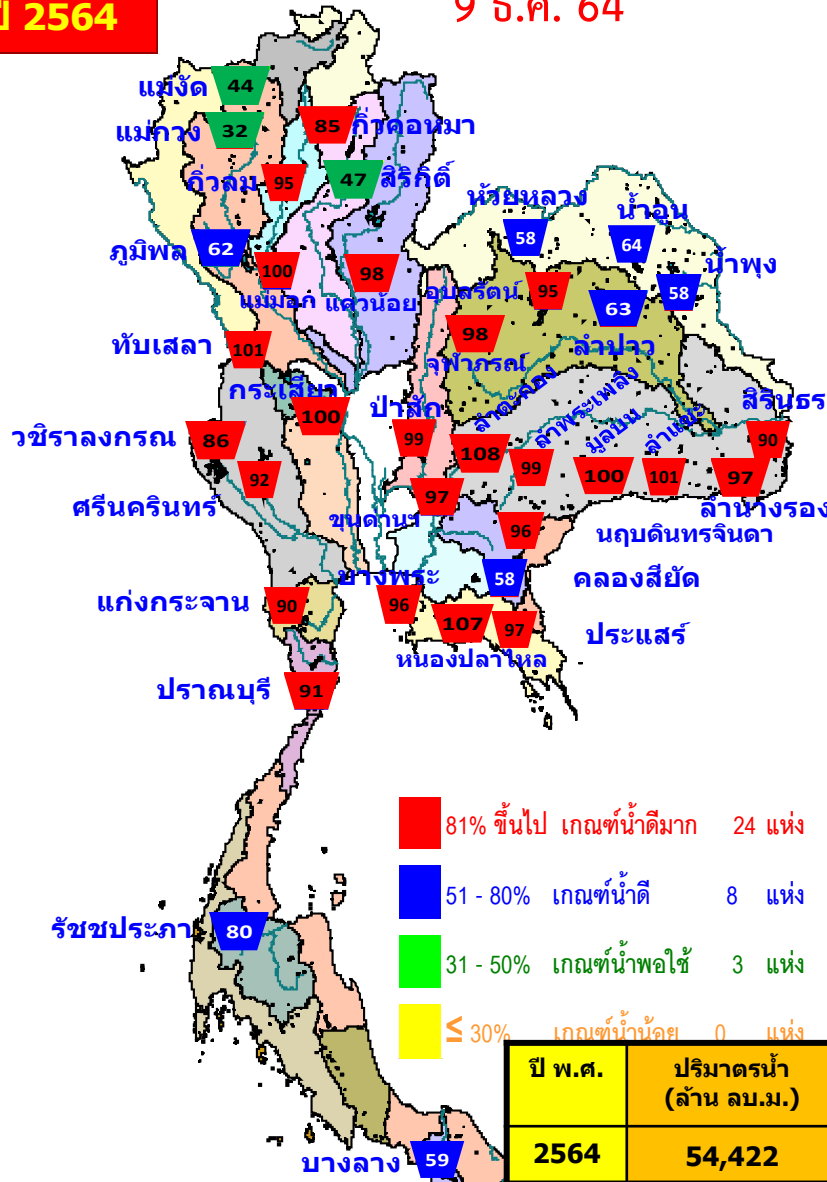 ปี 2564
9 ธ.ค. 64
แม่งัด 44
แม่กวง 32
85 กิ่วคอหมา
กิ่วลม 95
47 สิริกิติ์
ห้วยหลวง 58
น้ำอูน 64
น้ำพุง 58
ภูมิพล 62
100 แม่มอก
98 แควน้อย
อุบลรัตน์ 95
63 ลำปาว
98 จุฬาภรณ์
ทับเสลา 101
กระเสียว 100
ป่าสัก 99
ลำตะคอง 108
ลำพระเพลิง 99
มูลบน 100
ลำแชะ 101
สิรินธร 90
97 ลำนางรอง
วชิราลงกรณ 86
ศรีนครินทร์ 92
97 ขุนด่านฯ
96 นฤบดินทรจินดา
58 คลองสียัด
บางพระ 96
แก่งกระจาน 90
107 หนองปลาไหล
97 ประแสร์
ปราณบุรี 91
81% ขึ้นไป เกณฑ์น้ำดีมาก 24 แห่ง
51 - 80% เกณฑ์น้ำดี 8 แห่ง
31 - 50% เกณฑ์น้ำพอใช้ 3 แห่ง
≤ 30% เกณฑ์น้ำน้อย 0 แห่ง
รัชชประภา 80
บางลาง 59
ปี พ.ศ. ปริมาตรน้ำ
(ล้าน ลบ.ม.)
2564 54,422